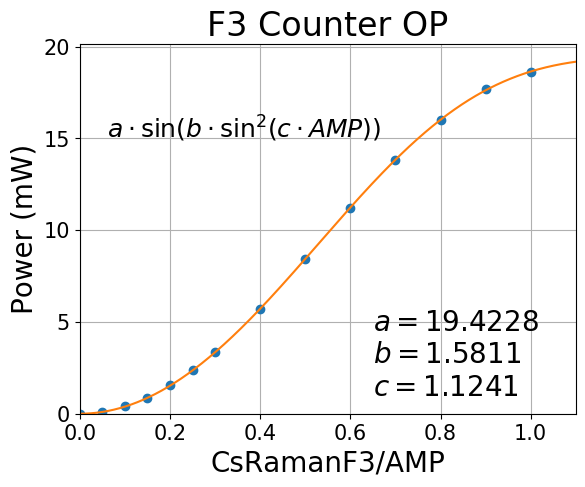 F3 Counter OP
Power (mW)
20
15
10
5
0
a · sin(b · sin²(c · AMP))
a = 19.4228
b = 1.5811
c = 1.1241
0.0 0.2 0.4 0.6 0.8 1.0
CsRamanF3/AMP